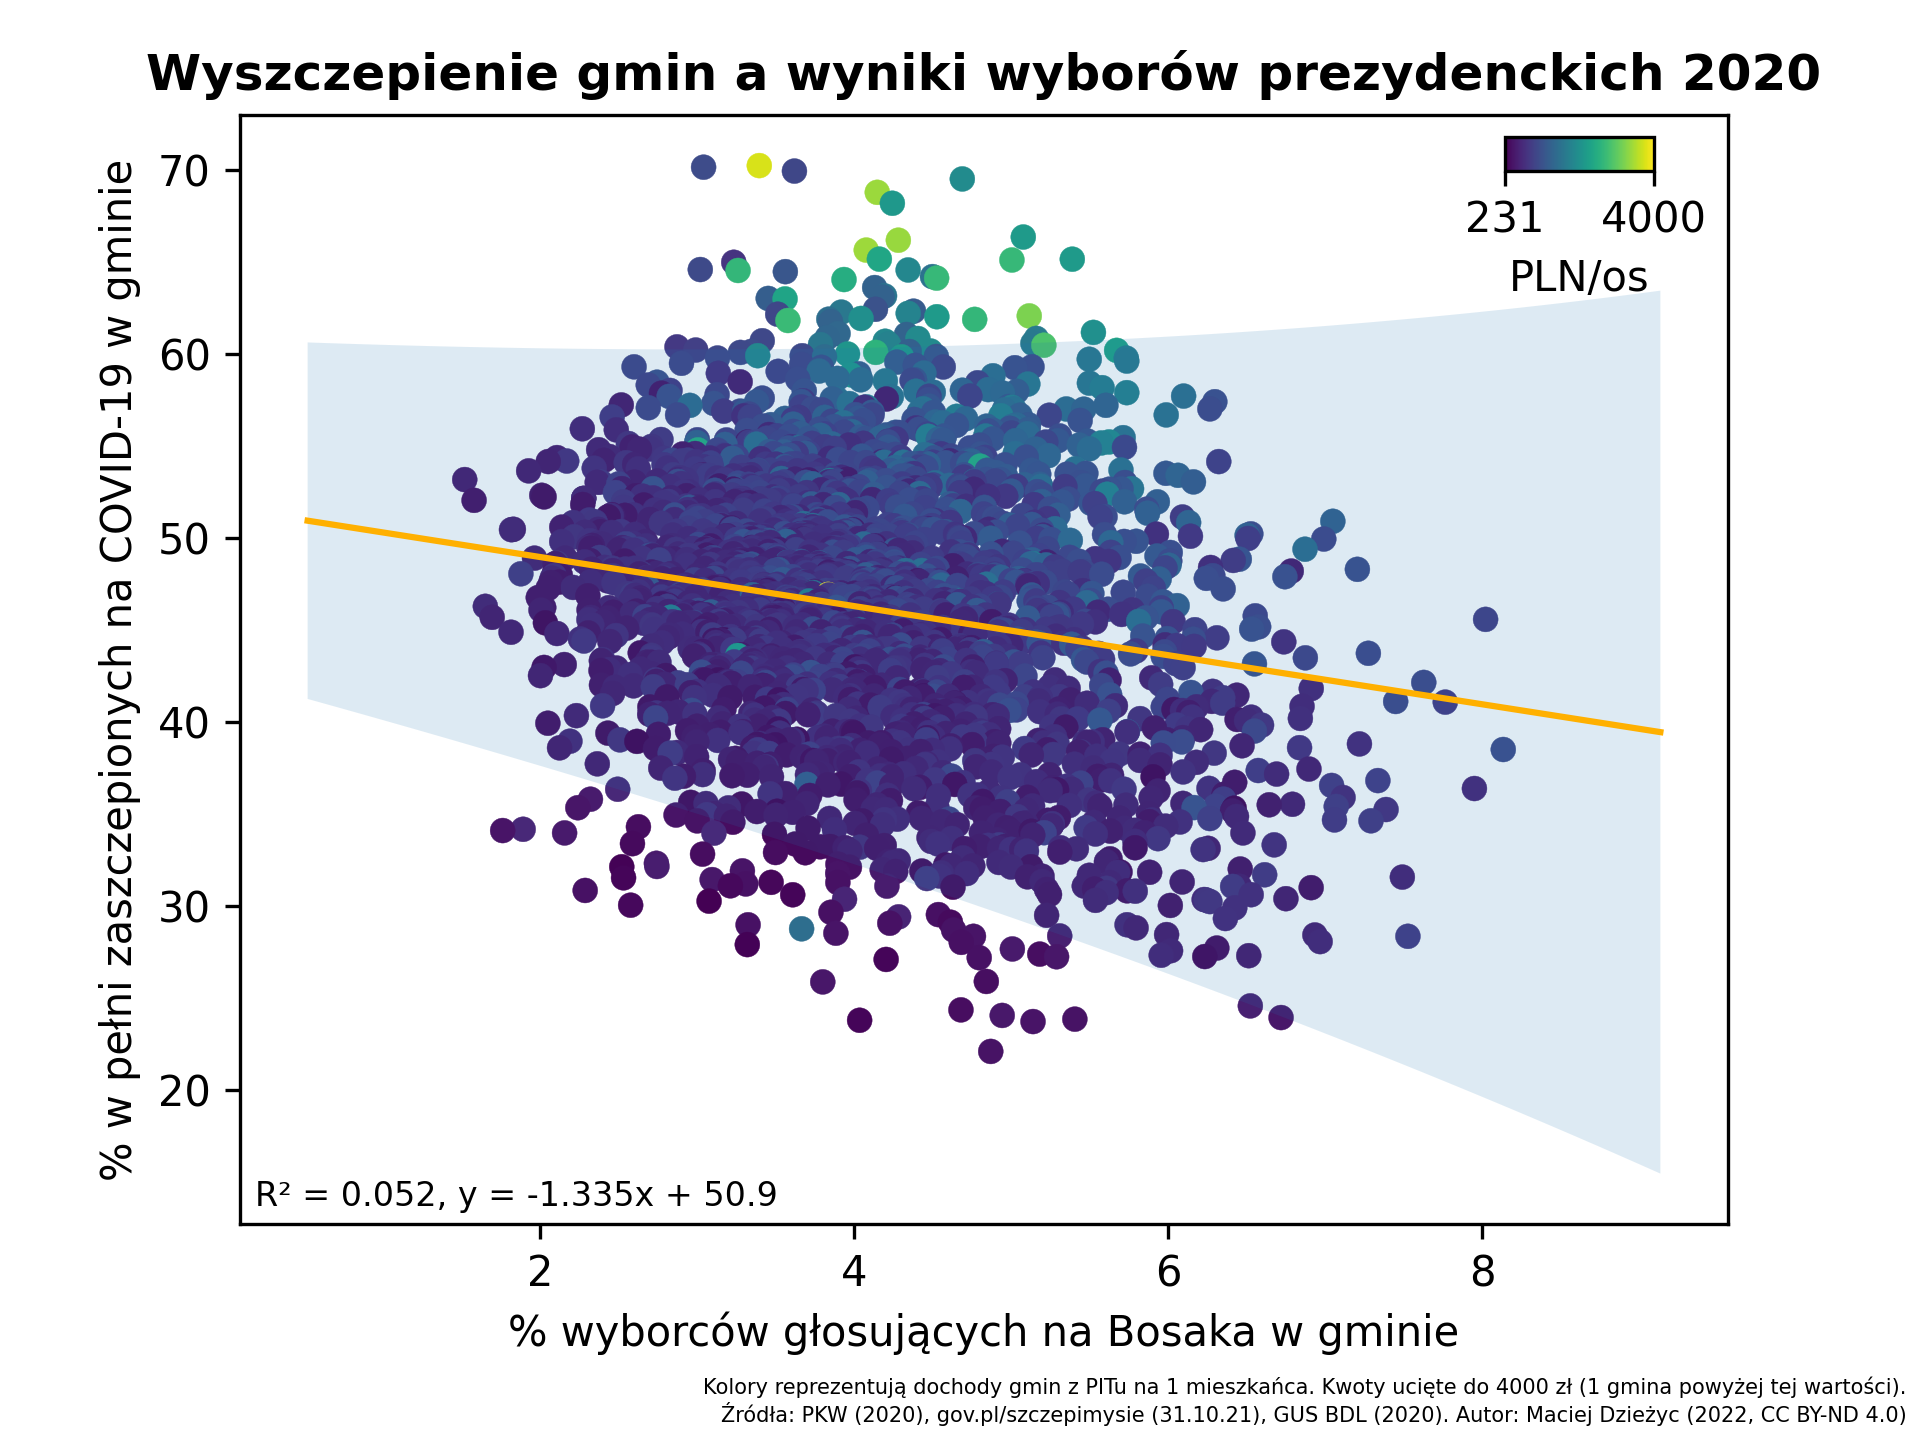 Wyszczepienie gmin a wyniki wyborów prezydenckich 2020
% w pełni zaszczepionych na COVID-19 w gminie
70
60
50
40
30
20
231 4000
PLN/os
R² = 0.052, y = -1.335x + 50.9
2 4 6 8
% wyborców głosujących na Bosaka w gminie
Kolory reprezentują dochody gmin z PITu na 1 mieszkańca. Kwoty ucięte do 4000 zł (1 gmina powyżej tej wartości).
Źródła: PKW (2020), gov.pl/szczepimysie (31.10.21), GUS BDL (2020). Autor: Maciej Dzieżyc (2022, CC BY-ND 4.0)